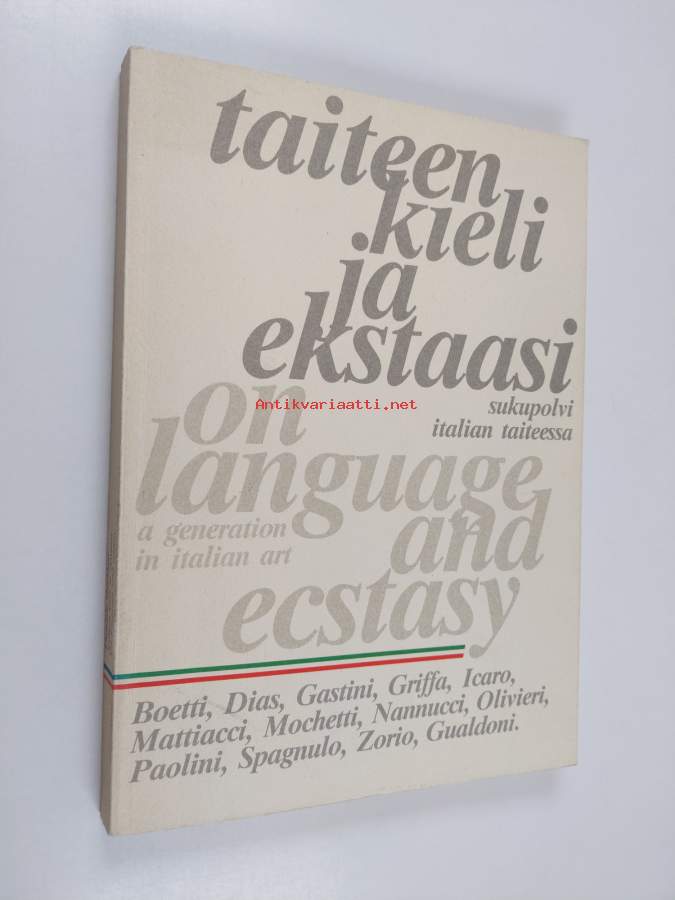 taiteen
kieli
ja
ekstaasi
sukupolvi
italian taiteessa
Antikvariaatti.net
on
language
a generation
in italian art
and
ecstasy
Boetti, Dias, Gastini, Griffa, Icaro,
Mattiacci, Mochetti, Nannucci, Olivieri,
Paolini, Spagnulo, Zorio, Gualdoni.